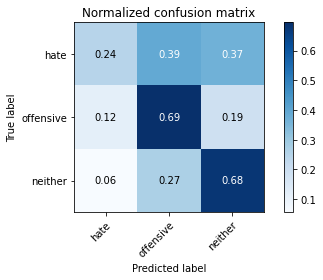 Normalized confusion matrix
hate 0.24 0.39 0.37
offensive 0.12 0.69 0.19
neither 0.06 0.27 0.68
hate offensive neither
True label
Predicted label
0.6
0.5
0.4
0.3
0.2
0.1